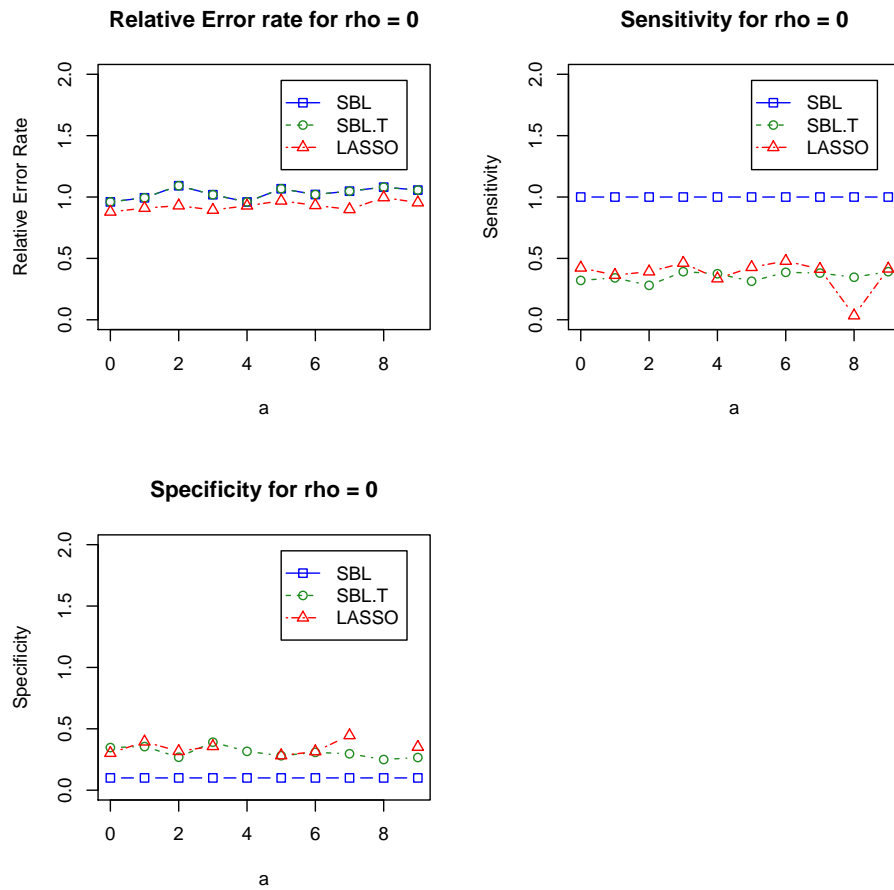 Relative Error rate for rho = 0
Relative Error Rate
2.0
1.5
1.0
0.5
0.0
SBL
SBL.T
LASSO
0 2 4 6 8
a
Sensitivity for rho = 0
Sensitivity
2.0
1.5
1.0
0.5
0.0
SBL
SBL.T
LASSO
0 2 4 6 8
a
Specificity for rho = 0
Specificity
2.0
1.5
1.0
0.5
0.0
SBL
SBL.T
LASSO
0 2 4 6 8
a